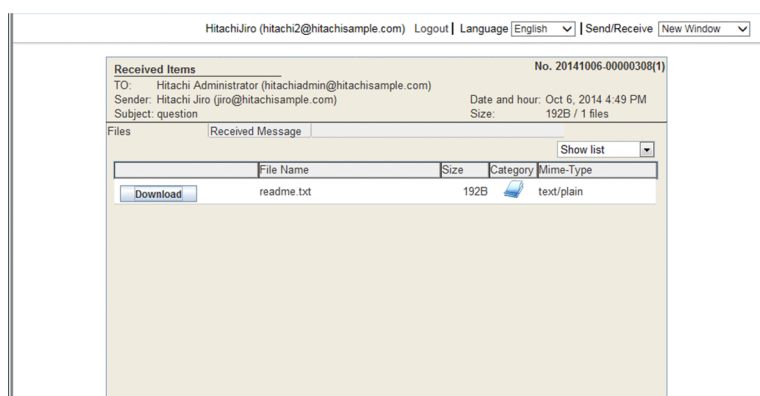 HitachiJiro (hitachi2@hitachisample.com) Logout | Language English | Send/Receive New Window
Received Items No. 20141006-00000308(1)
TO: Hitachi Administrator (hitachiadmin@hitachisample.com)
Sender: Hitachi Jiro (jiro@hitachisample.com) Date and hour: Oct 6, 2014 4:49 PM
Subject: question Size: 192B / 1 files
Files Received Message
Show list
File Name Size Category Mime-Type
Download readme.txt 192B text/plain